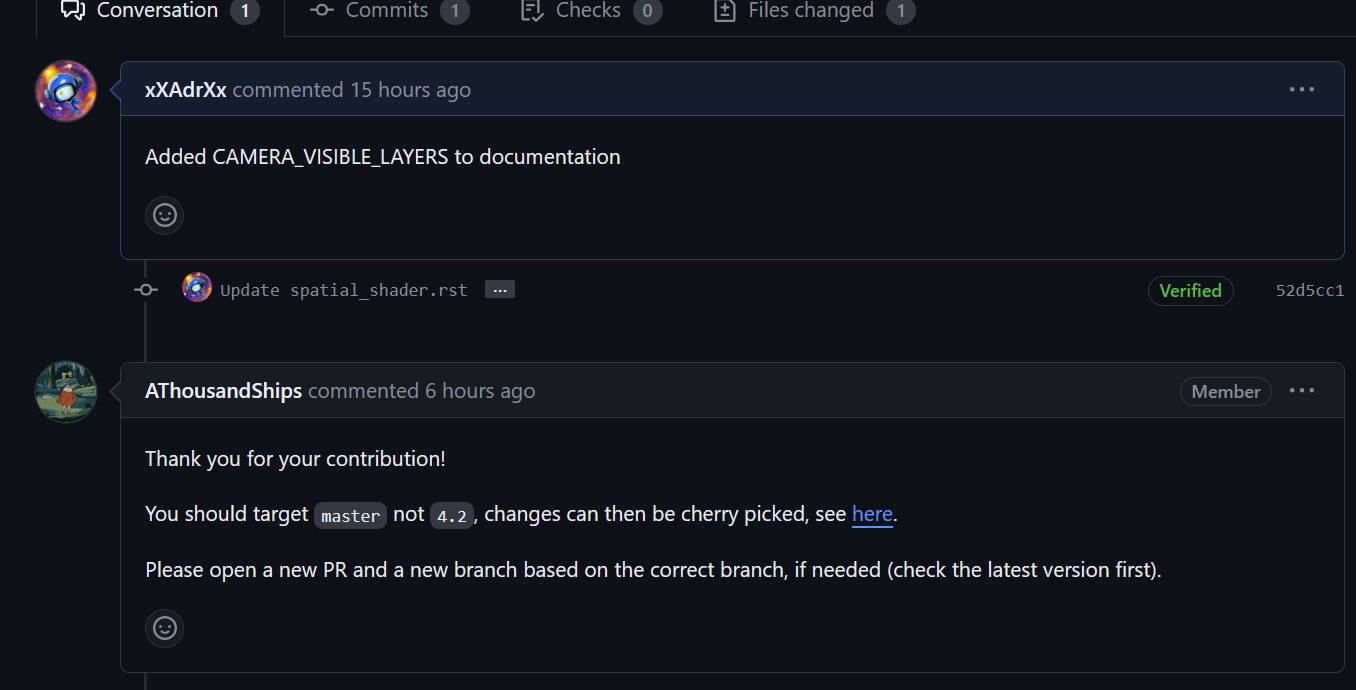 Conversation 1 Commits 1 Checks 0 Files changed 1
xXAdrXx commented 15 hours ago
Added CAMERA_VISIBLE_LAYERS to documentation
Update spatial_shader.rst ... Verified 52d5cc1
AThousandShips commented 6 hours ago Member
Thank you for your contribution!
You should target master not 4.2, changes can then be cherry picked, see here.
Please open a new PR and a new branch based on the correct branch, if needed (check the latest version first).